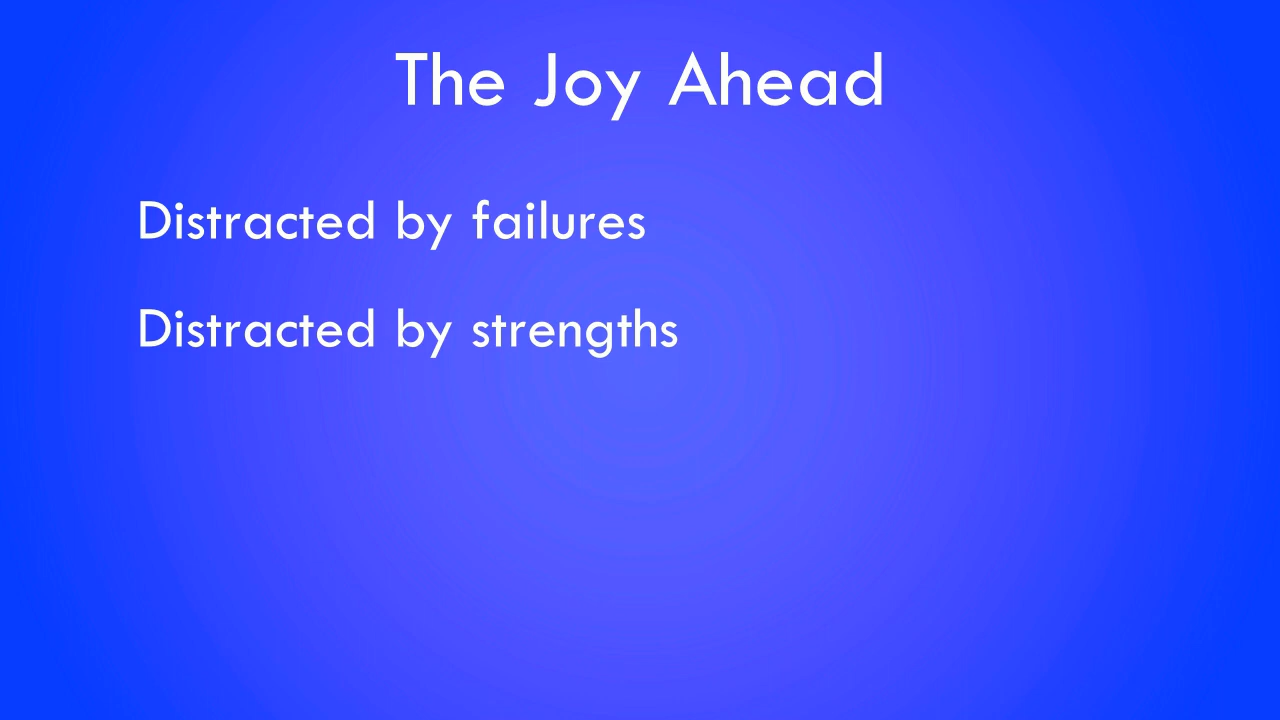 The Joy Ahead
Distracted by failures
Distracted by strengths